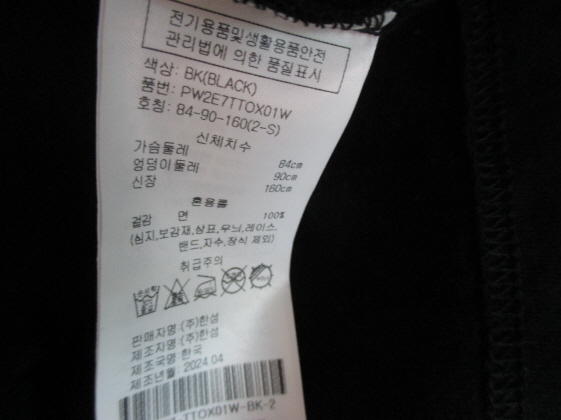 전기용품및생활용품안전
관리법에 의한 품질표시
색상: BK(BLACK)
품번: PW2E7TTOX01W
호칭: 84-90-160(2-S)
신체치수
가슴둘레 84cm
엉덩이둘레 90cm
신장 160cm
혼용률
겉감 면 100%
(심지,보강재,상표,무늬,레이스,
밴드,자수,장식 제외)
취급주의
판매자명:(주)한섬
제조자명:(주)한섬
제조국명:한국
제조년월:2024.04
TTOX01W-BK-2